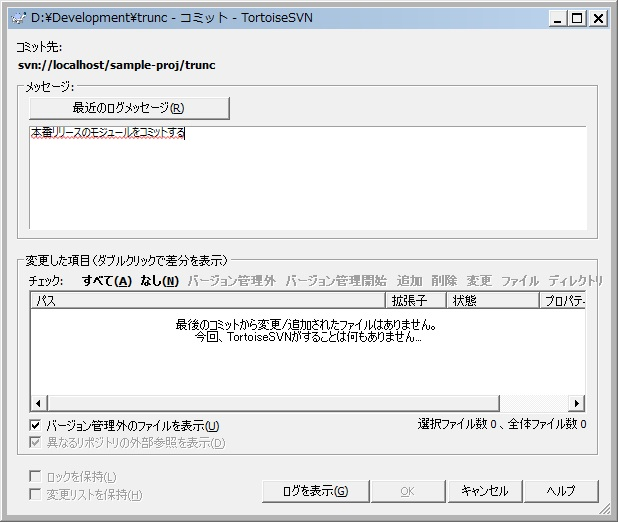 D:¥Development¥trunc - コミット - TortoiseSVN
コミット先:
svn://localhost/sample-proj/trunc
メッセージ:
最近のログメッセージ(R)
本番リリースのモジュールをコミットする
変更した項目(ダブルクリックで差分を表示)
チェック: すべて(A) なし(N) バージョン管理外 バージョン管理開始 追加 削除 変更 ファイル ディレクトリ
パス 拡張子 状態 プロパティ
最後のコミットから変更/追加されたファイルはありません。
今回、TortoiseSVNがすることは何もありません...
バージョン管理外のファイルを表示(U) 選択ファイル数 0 、全体ファイル数 0
異なるリポジトリの外部参照を表示(D)
ロックを保持(L)
変更リストを保持(H)
ログを表示(G) OK キャンセル ヘルプ